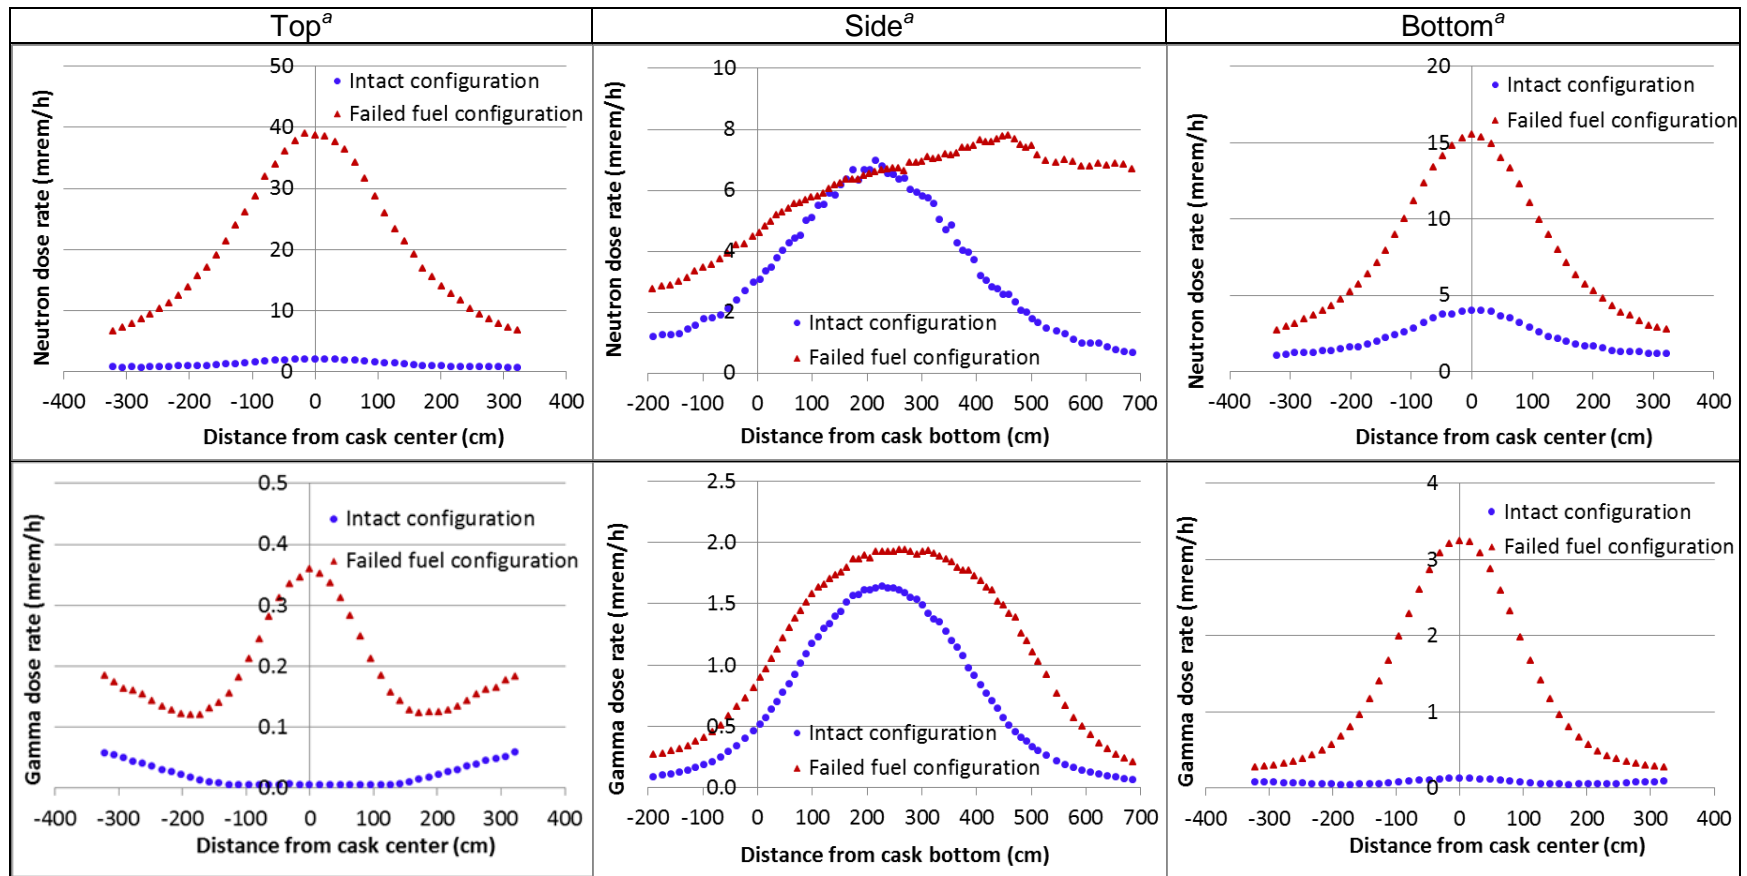 Topª
Sideª
Bottomª
50
40
30
20
10
0
-400 -300 -200 -100 0 100 200 300 400
Neutron dose rate (mrem/h)
Distance from cask center (cm)
Intact configuration
Failed fuel configuration
10
8
6
4
2
0
-200 -100 0 100 200 300 400 500 600 700
Neutron dose rate (mrem/h)
Distance from cask bottom (cm)
Intact configuration
Failed fuel configuration
20
15
10
5
0
-400 -300 -200 -100 0 100 200 300 400
Neutron dose rate (mrem/h)
Distance from cask center (cm)
Intact configuration
Failed fuel configuration
0.5
0.4
0.3
0.2
0.1
0.0
-400 -300 -200 -100 0 100 200 300 400
Gamma dose rate (mrem/h)
Distance from cask center (cm)
Intact configuration
Failed fuel configuration
2.5
2.0
1.5
1.0
0.5
0.0
-200 -100 0 100 200 300 400 500 600 700
Gamma dose rate (mrem/h)
Distance from cask bottom (cm)
Intact configuration
Failed fuel configuration
4
3
2
1
0
-400 -300 -200 -100 0 100 200 300 400
Gamma dose rate (mrem/h)
Distance from cask center (cm)
Intact configuration
Failed fuel configuration